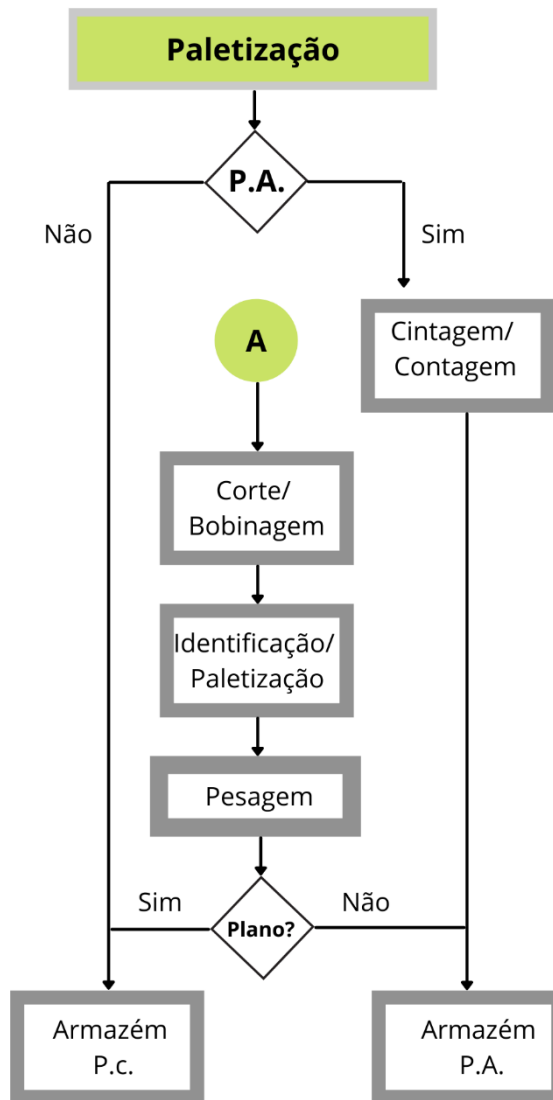 Paletização
P.A.
Não
Sim
A
Cintagem/
Contagem
Corte/
Bobinagem
Identificação/
Paletização
Pesagem
Sim
Plano?
Não
Armazém
P.c.
Armazém
P.A.